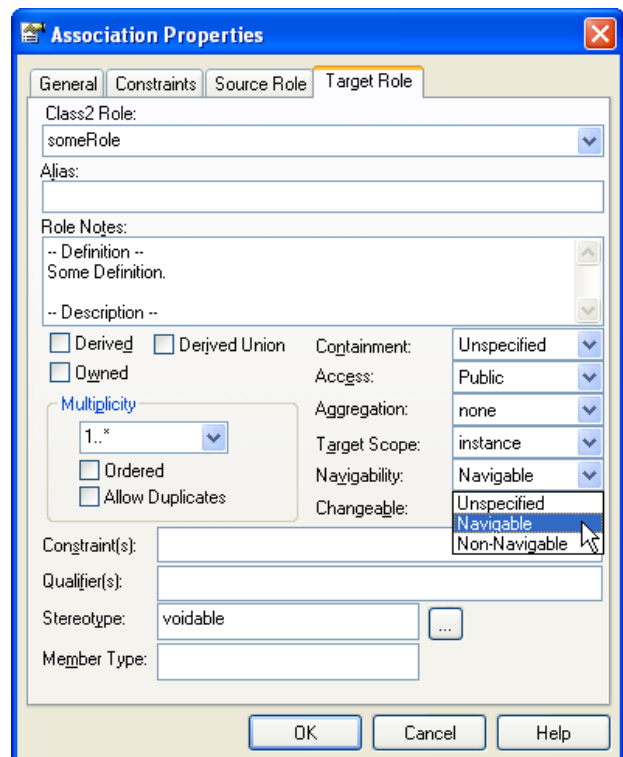 Association Properties
General Constraints Source Role Target Role
Class2 Role:
someRole
Alias:
Role Notes:
-- Definition --
Some Definition.
-- Description --
Derived Derived Union
Owned
Containment: Unspecified
Access: Public
Multiplicity
Aggregation: none
1..*
Target Scope: instance
Ordered
Navigability: Navigable
Allow Duplicates
Changeable:
Unspecified
Navigable
Non-Navigable
Constraint(s):
Qualifier(s):
Stereotype: voidable ...
Member Type:
OK Cancel Help